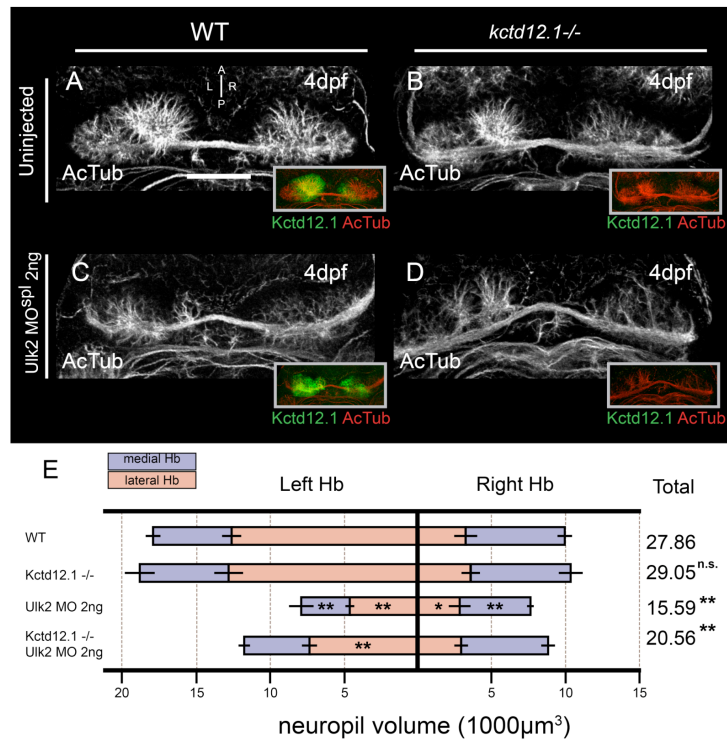 WT
kctd12.1-/-
Uninjected
A
4dpf
A
L R
P
AcTub
Kctd12.1 AcTub
B
4dpf
AcTub
Kctd12.1 AcTub
Ulk2 MOspl 2ng
C
4dpf
AcTub
Kctd12.1 AcTub
D
4dpf
AcTub
Kctd12.1 AcTub
E
medial Hb
lateral Hb
Left Hb
Right Hb
Total
WT
27.86
Kctd12.1 -/-
29.05 n.s.
Ulk2 MO 2ng
** ** * **
15.59 **
Kctd12.1 -/-
Ulk2 MO 2ng
**
20.56 **
20 15 10 5 5 10 15
neuropil volume (1000µm³)